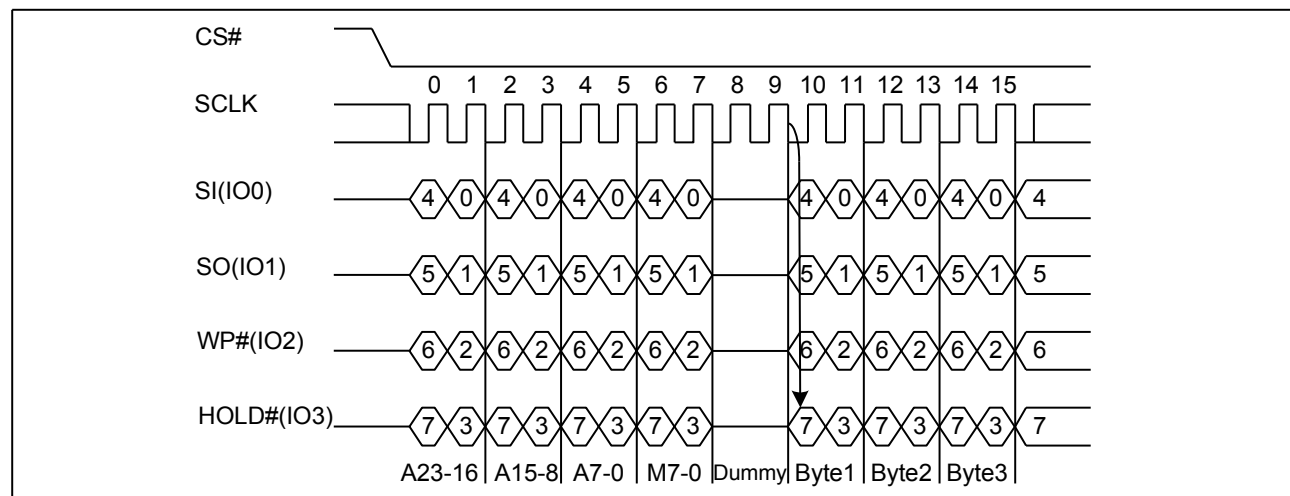 CS#
0 1 2 3 4 5 6 7 8 9 10 11 12 13 14 15
SCLK
SI(IO0) 4 0 4 0 4 0 4 0 4 0 4 0 4 0 4
SO(IO1) 5 1 5 1 5 1 5 1 5 1 5 1 5 1 5
WP#(IO2) 6 2 6 2 6 2 6 2 6 2 6 2 6 2 6
HOLD#(IO3) 7 3 7 3 7 3 7 3 7 3 7 3 7 3 7
A23-16 A15-8 A7-0 M7-0 Dummy Byte1 Byte2 Byte3